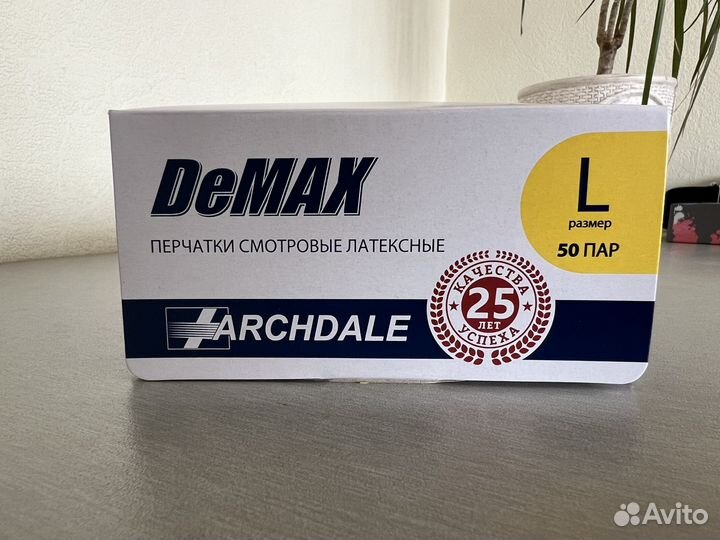 DeMAX
ПЕРЧАТКИ СМОТРОВЫЕ ЛАТЕКСНЫЕ
L
размер
50 ПАР
ARCHDALE
КАЧЕСТВА
25
ЛЕТ
УСПЕХА
Avito